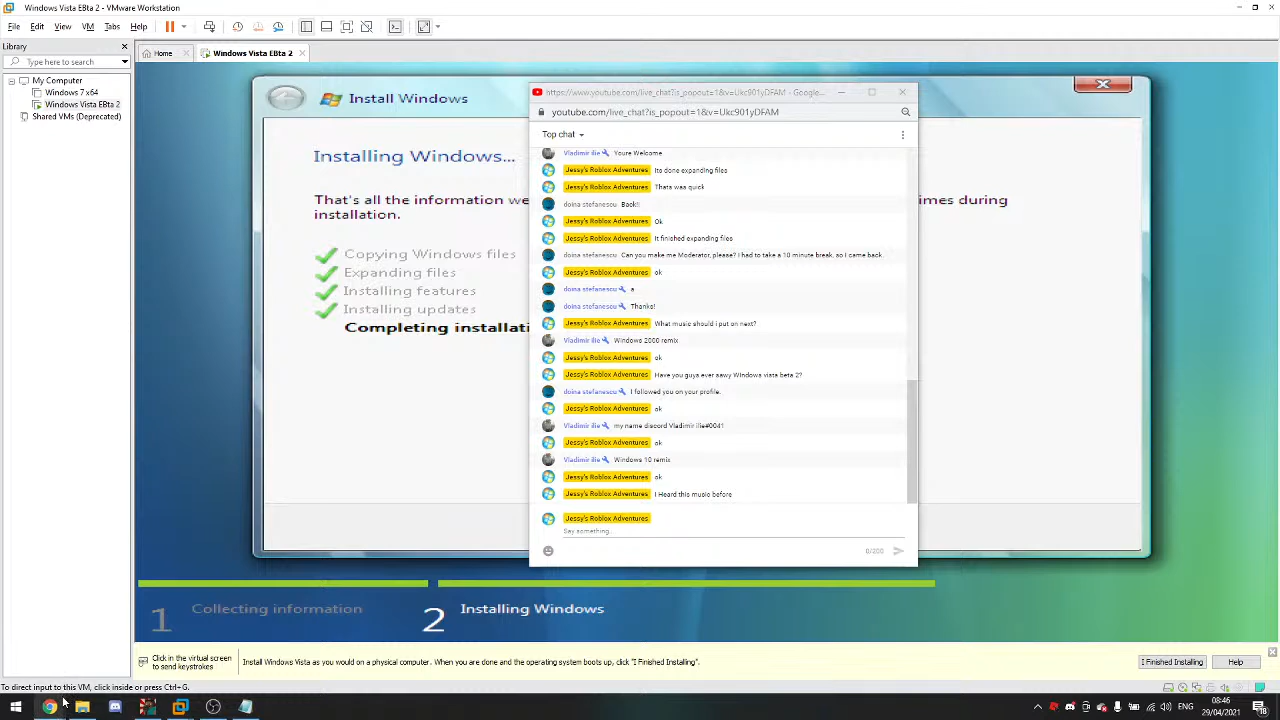 Windows Vista EBta 2 - VMware Workstation
File Edit View VM Tabs Help
Library
Type here to search
My Computer
Windows 7 x64
Windows Vista EBta 2
Shared VMs (Deprecated)
Home
Windows Vista EBta 2
Install Windows
Installing Windows...
That's all the information we
imes during
installation.
Copying Windows files
Expanding files
Installing features
Installing updates
Completing installati
https://www.youtube.com/live_chat?is_popout=1&v=Ukc901yDFAM - Google...
youtube.com/live_chat?is_popout=1&v=Ukc901yDFAM
Top chat
Vladimir ilie Youre Welcome
Jessy's Roblox Adventures Its done expanding files
Jessy's Roblox Adventures Thats waa quick
doina stefanescu Back!!
Jessy's Roblox Adventures Ok
Jessy's Roblox Adventures It finished expanding files
doina stefanescu Can you make me Moderator, please? I had to take a 10 minute break, so I came back.
Jessy's Roblox Adventures ok
doina stefanescu a
doina stefanescu Thanks!
Jessy's Roblox Adventures What music should i put on next?
Vladimir ilie Windows 2000 remix
Jessy's Roblox Adventures ok
Jessy's Roblox Adventures Have you guys ever sawy Windows vista beta 2?
doina stefanescu I followed you on your profile.
Jessy's Roblox Adventures ok
Vladimir ilie my name discord Vladimir ilie#0041
Jessy's Roblox Adventures ok
Vladimir ilie Windows 10 remix
Jessy's Roblox Adventures ok
Jessy's Roblox Adventures I Heard this music before
Jessy's Roblox Adventures
Say something...
0/200
1 Collecting information
2 Installing Windows
Click in the virtual screen
to send keystrokes
Install Windows Vista as you would on a physical computer. When you are done and the operating system boots up, click "I Finished Installing".
I Finished Installing
Help
To direct input to this VM, click inside or press Ctrl+G.
ENG
08:46
29/04/2021